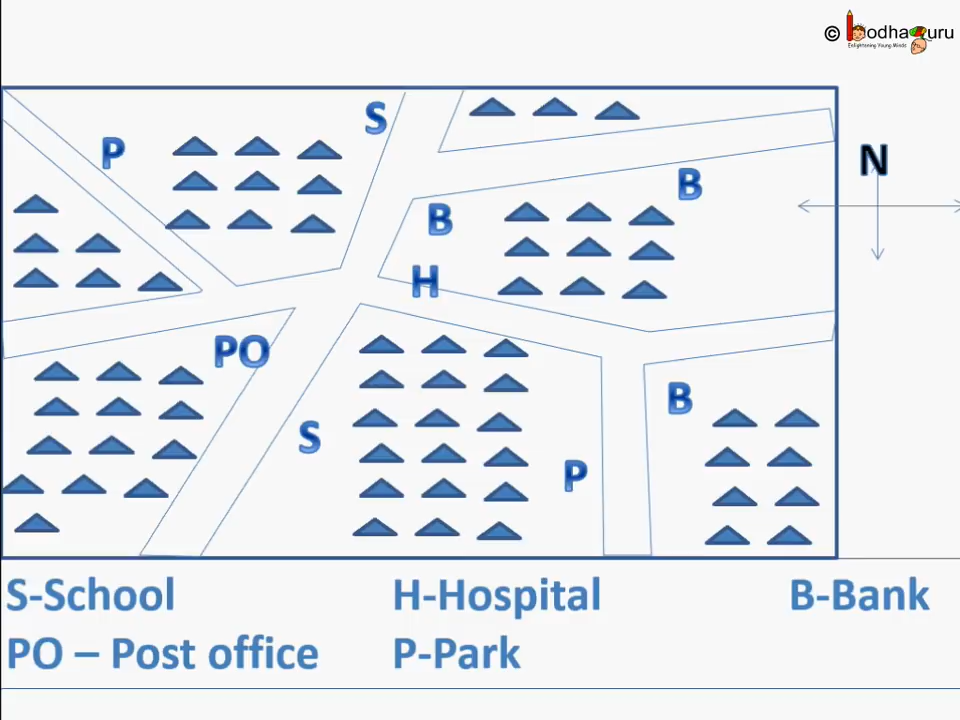 © bodhaguru
Enlightening Young Minds
S
P
N
B
B
H
PO
B
S
P
S-School H-Hospital B-Bank
PO – Post office P-Park